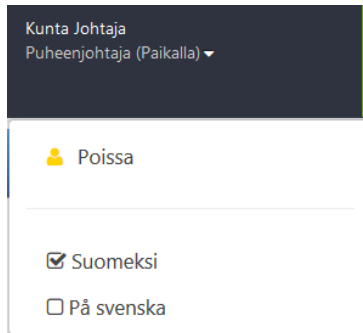 Kunta Johtaja
Puheenjohtaja (Paikalla)
Poissa
Suomeksi
På svenska